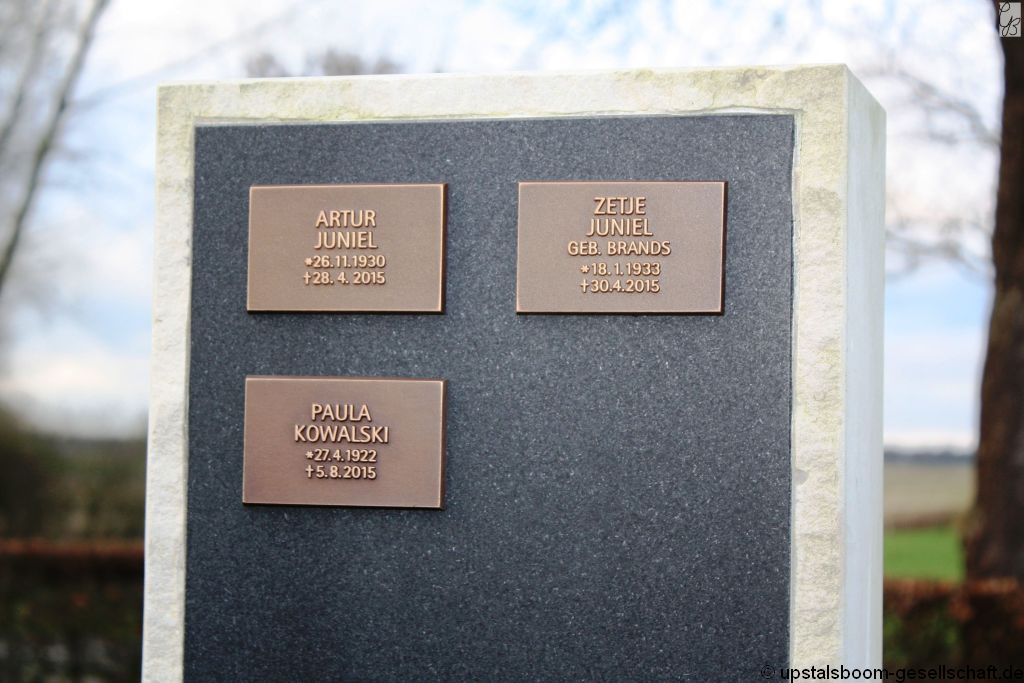 ARTUR
JUNIEL
*26.11.1930
†28. 4. 2015
ZETJE
JUNIEL
GEB. BRANDS
*18.1.1933
†30.4.2015
PAULA
KOWALSKI
*27.4.1922
†5.8.2015
© upstalsboom-gesellschaft.de